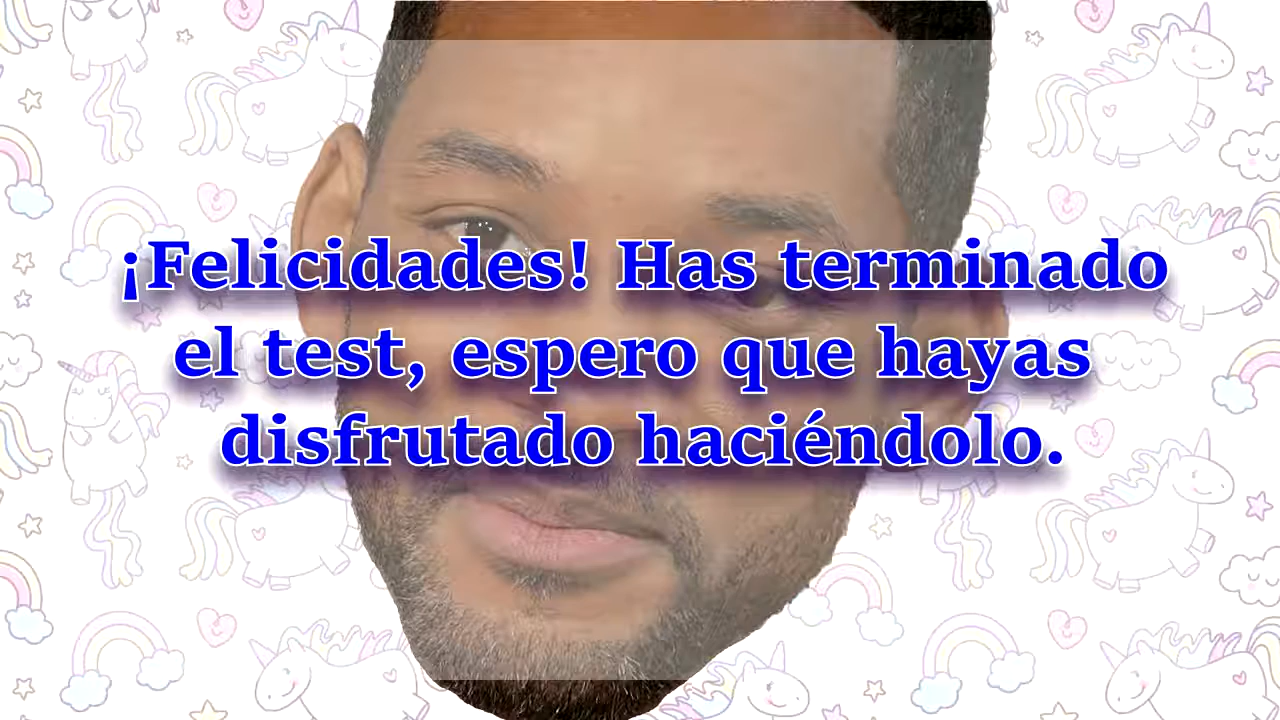 ¡Felicidades! Has terminado
el test, espero que hayas
disfrutado haciéndolo.